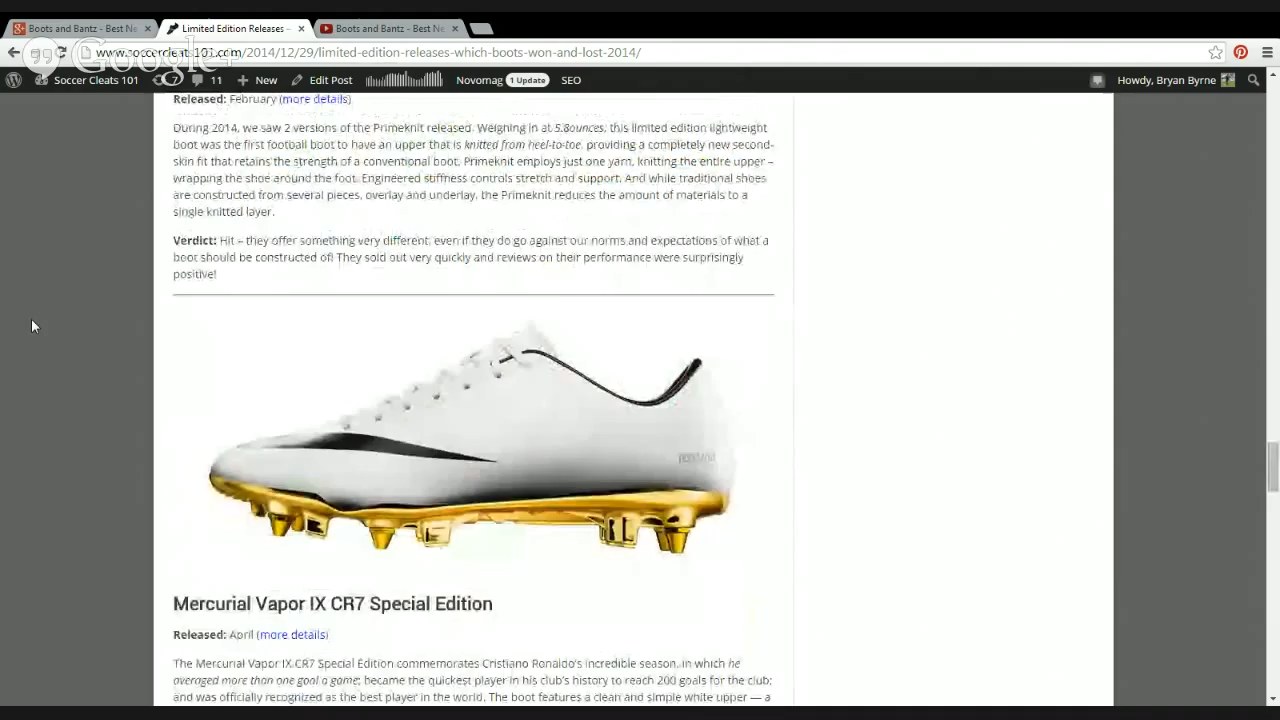 Boots and Bantz - Best Ne × Limited Edition Releases - × Boots and Bantz - Best Ne ×
Google+
www.soccercleats101.com/2014/12/29/limited-edition-releases-which-boots-won-and-lost-2014/
Soccer Cleats 101 7 11 New Edit Post Novomag 1 Update SEO Howdy, Bryan Byrne
Released: February (more details)
During 2014, we saw 2 versions of the Primeknit released. Weighing in at 5.8ounces, this limited edition lightweight
boot was the first football boot to have an upper that is knitted from heel-to-toe, providing a completely new second-
skin fit that retains the strength of a conventional boot. Primeknit employs just one yarn, knitting the entire upper –
wrapping the shoe around the foot. Engineered stiffness controls stretch and support. And while traditional shoes
are constructed from several pieces, overlay and underlay, the Primeknit reduces the amount of materials to a
single knitted layer.
Verdict: Hit – they offer something very different, even if they do go against our norms and expectations of what a
boot should be constructed of! They sold out very quickly and reviews on their performance were surprisingly
positive!
Mercurial Vapor IX CR7 Special Edition
Released: April (more details)
The Mercurial Vapor IX CR7 Special Edition commemorates Cristiano Ronaldo's incredible season, in which he
averaged more than one goal a game; became the quickest player in his club's history to reach 200 goals for the club;
and was officially recognized as the best player in the world. The boot features a clean and simple white upper — a